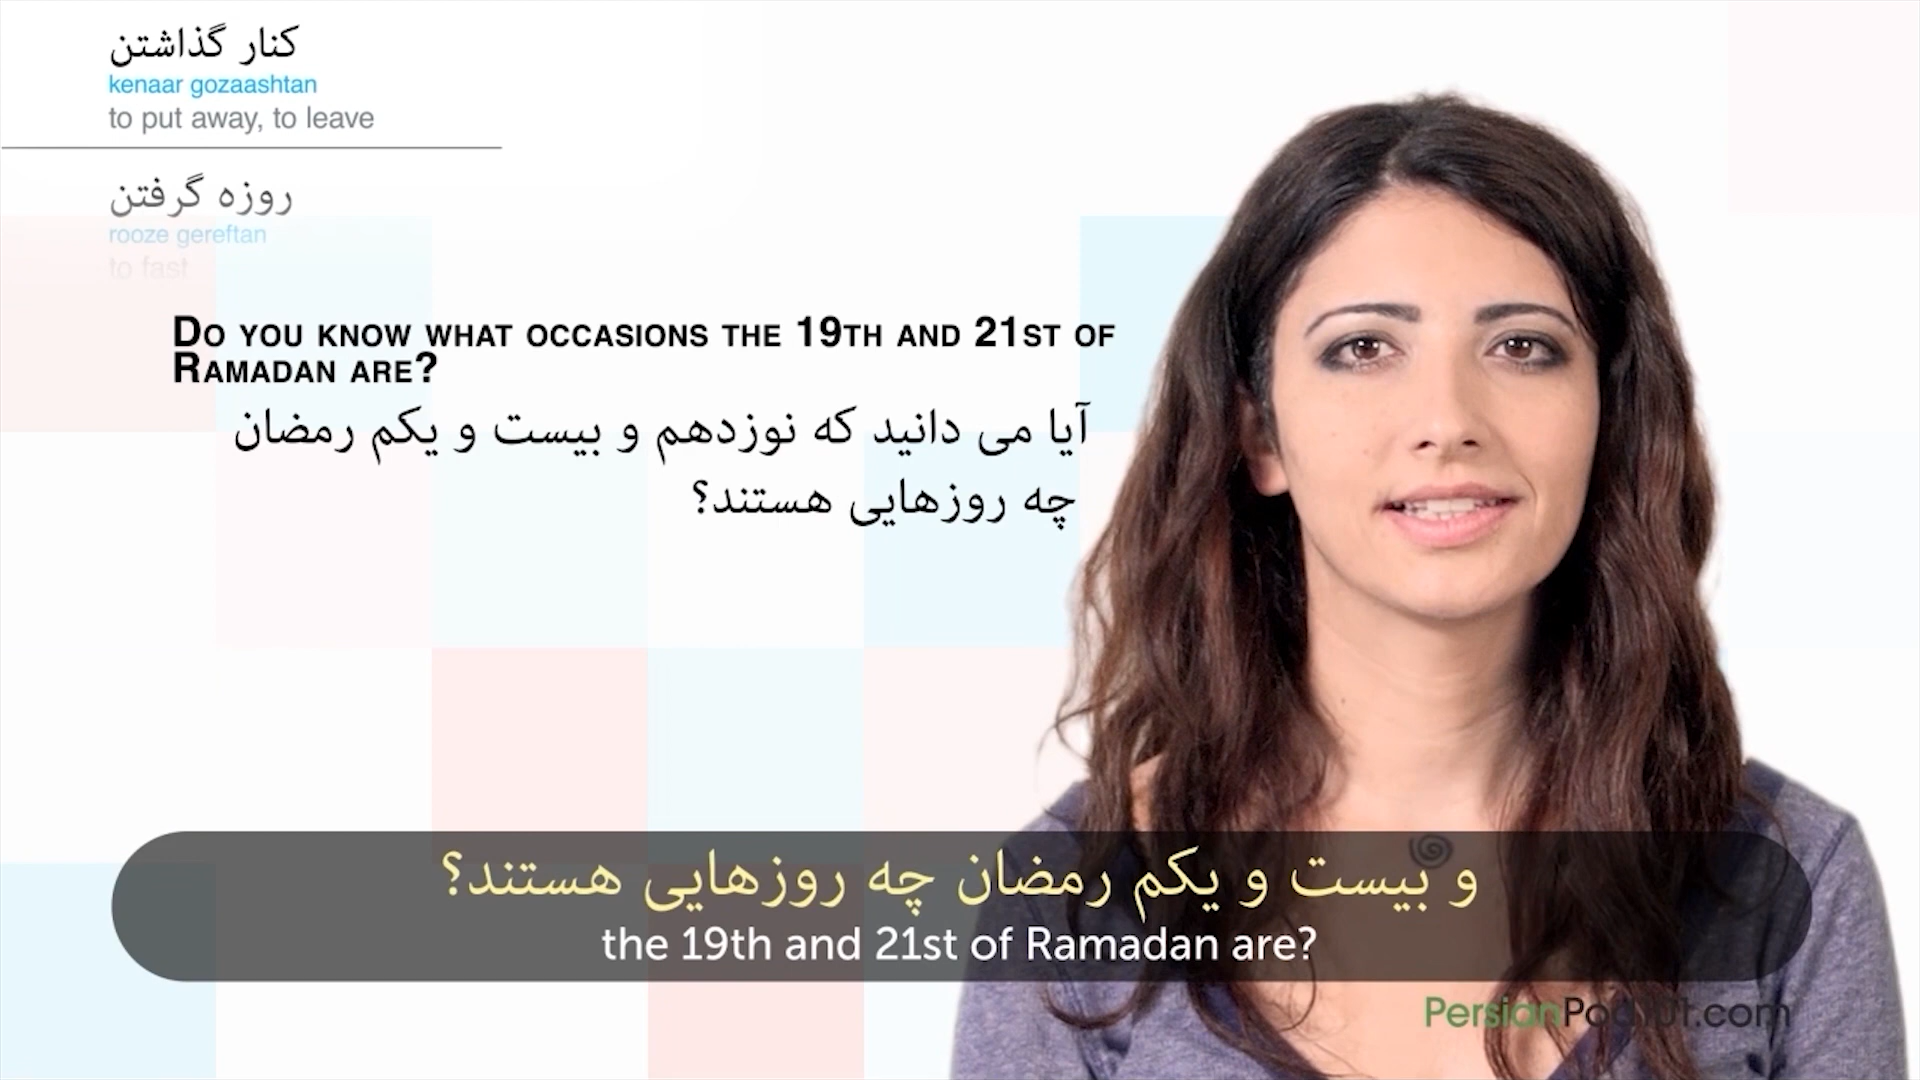 کنار گذاشتن
kenaar gozaashtan
to put away, to leave
روزه گرفتن
rooze gereftan
to fast
DO YOU KNOW WHAT OCCASIONS THE 19TH AND 21ST OF
RAMADAN ARE?
آیا می دانید که نوزدهم و بیست و یکم رمضان
چه روزهایی هستند؟
و بیست و یکم رمضان چه روزهایی هستند؟
the 19th and 21st of Ramadan are?
PersianPod101.com